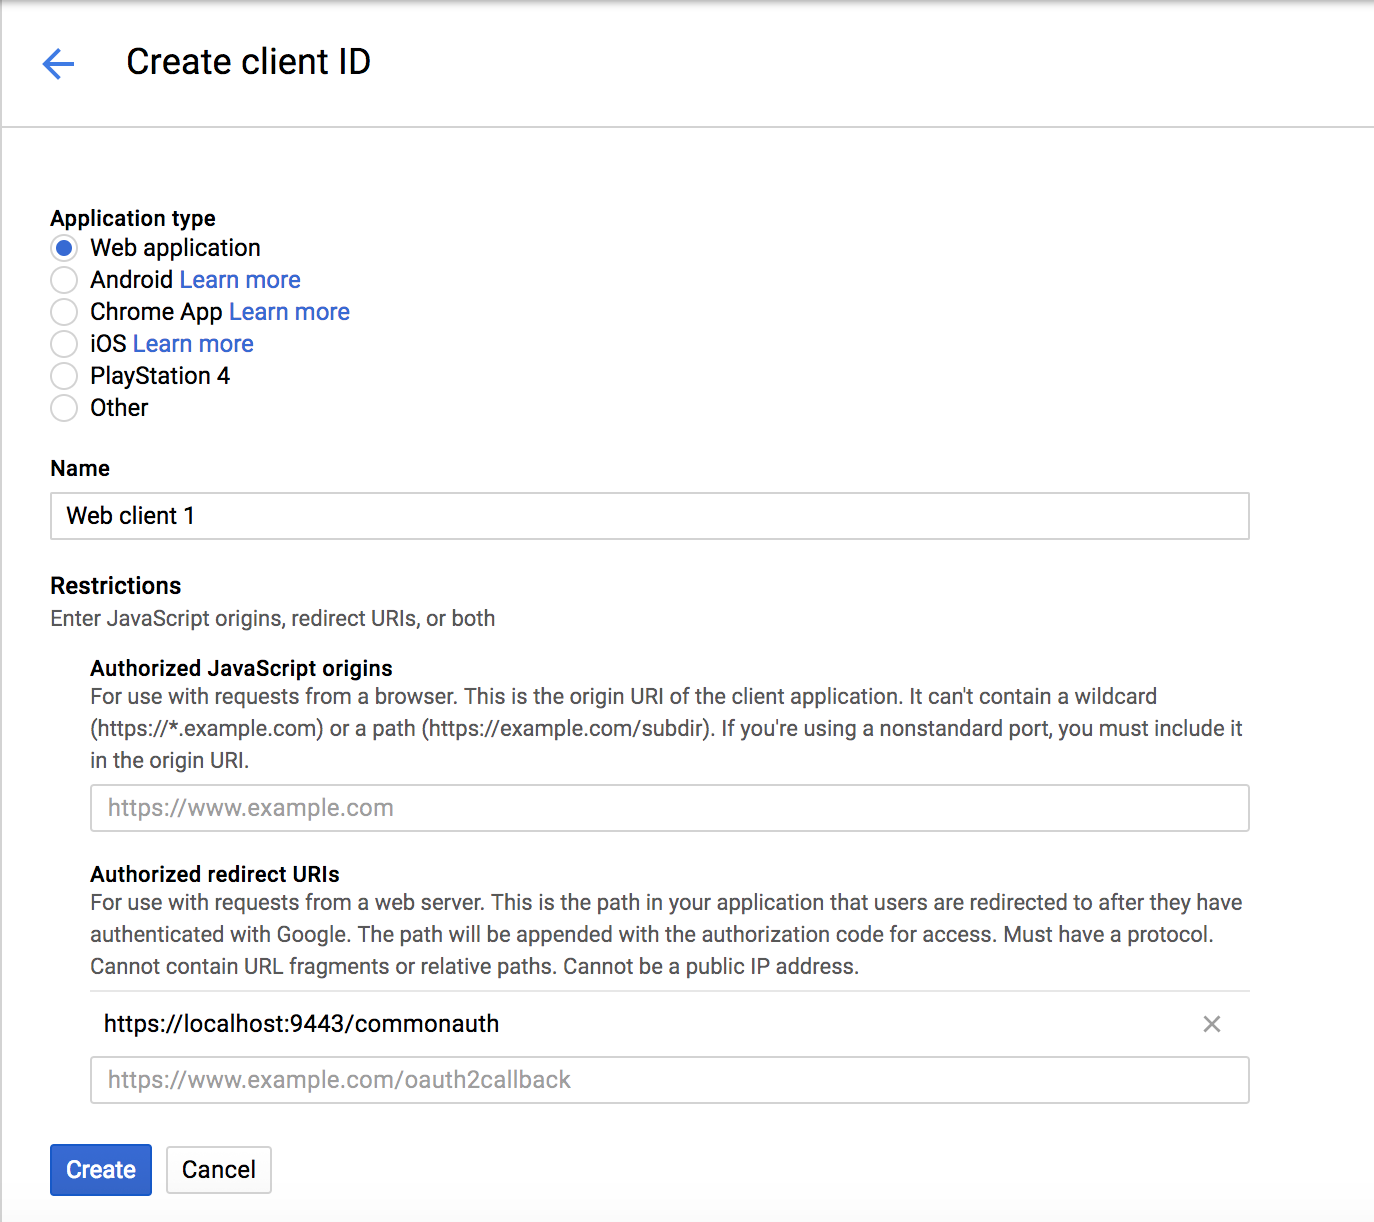 Create client ID
Application type
Web application
Android Learn more
Chrome App Learn more
iOS Learn more
PlayStation 4
Other
Name
Web client 1
Restrictions
Enter JavaScript origins, redirect URIs, or both
Authorized JavaScript origins
For use with requests from a browser. This is the origin URI of the client application. It can't contain a wildcard
(https://*.example.com) or a path (https://example.com/subdir). If you're using a nonstandard port, you must include it
in the origin URI.
https://www.example.com
Authorized redirect URIs
For use with requests from a web server. This is the path in your application that users are redirected to after they have
authenticated with Google. The path will be appended with the authorization code for access. Must have a protocol.
Cannot contain URL fragments or relative paths. Cannot be a public IP address.
https://localhost:9443/commonauth
https://www.example.com/oauth2callback
Create Cancel